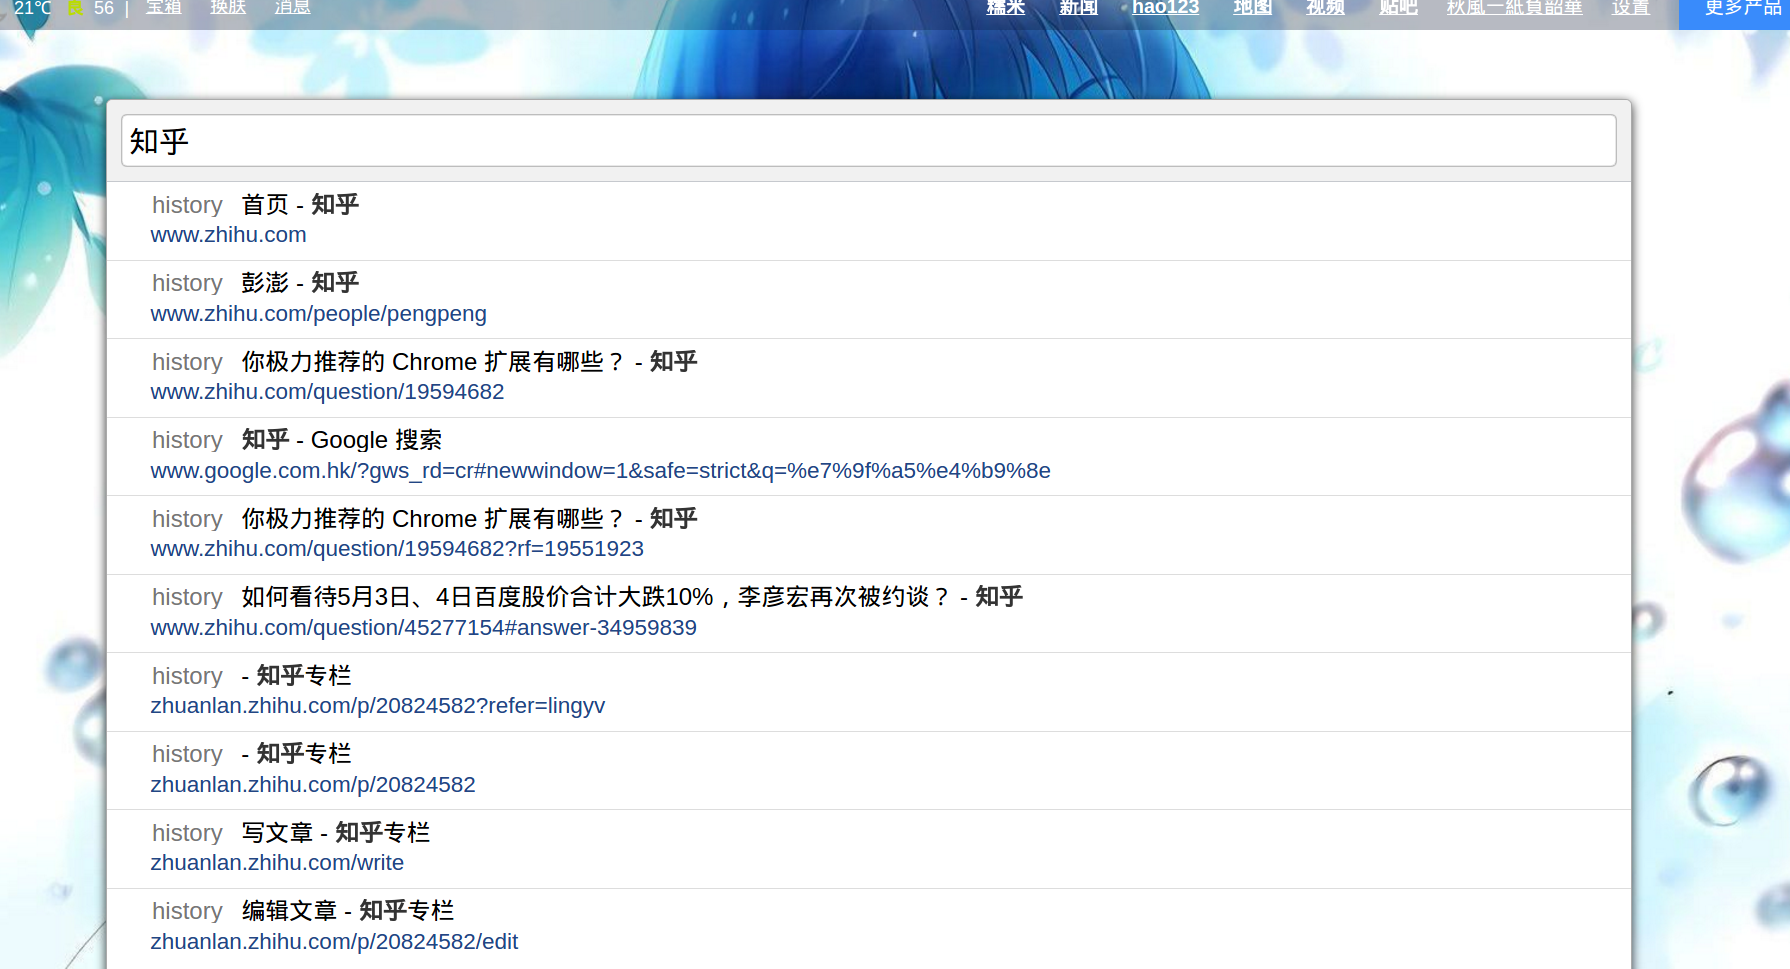 21℃ 良 56 | 宝箱 换肤 消息 糯米 新闻 hao123 地图 视频 贴吧 秋風一紙負韶華 设置 更多产品
知乎
history 首页 - 知乎
www.zhihu.com
history 彭澎 - 知乎
www.zhihu.com/people/pengpeng
history 你极力推荐的 Chrome 扩展有哪些？ - 知乎
www.zhihu.com/question/19594682
history 知乎 - Google 搜索
www.google.com.hk/?gws_rd=cr#newwindow=1&safe=strict&q=%e7%9f%a5%e4%b9%8e
history 你极力推荐的 Chrome 扩展有哪些？ - 知乎
www.zhihu.com/question/19594682?rf=19551923
history 如何看待5月3日、4日百度股价合计大跌10%，李彦宏再次被约谈？ - 知乎
www.zhihu.com/question/45277154#answer-34959839
history - 知乎专栏
zhuanlan.zhihu.com/p/20824582?refer=lingyv
history - 知乎专栏
zhuanlan.zhihu.com/p/20824582
history 写文章 - 知乎专栏
zhuanlan.zhihu.com/write
history 编辑文章 - 知乎专栏
zhuanlan.zhihu.com/p/20824582/edit